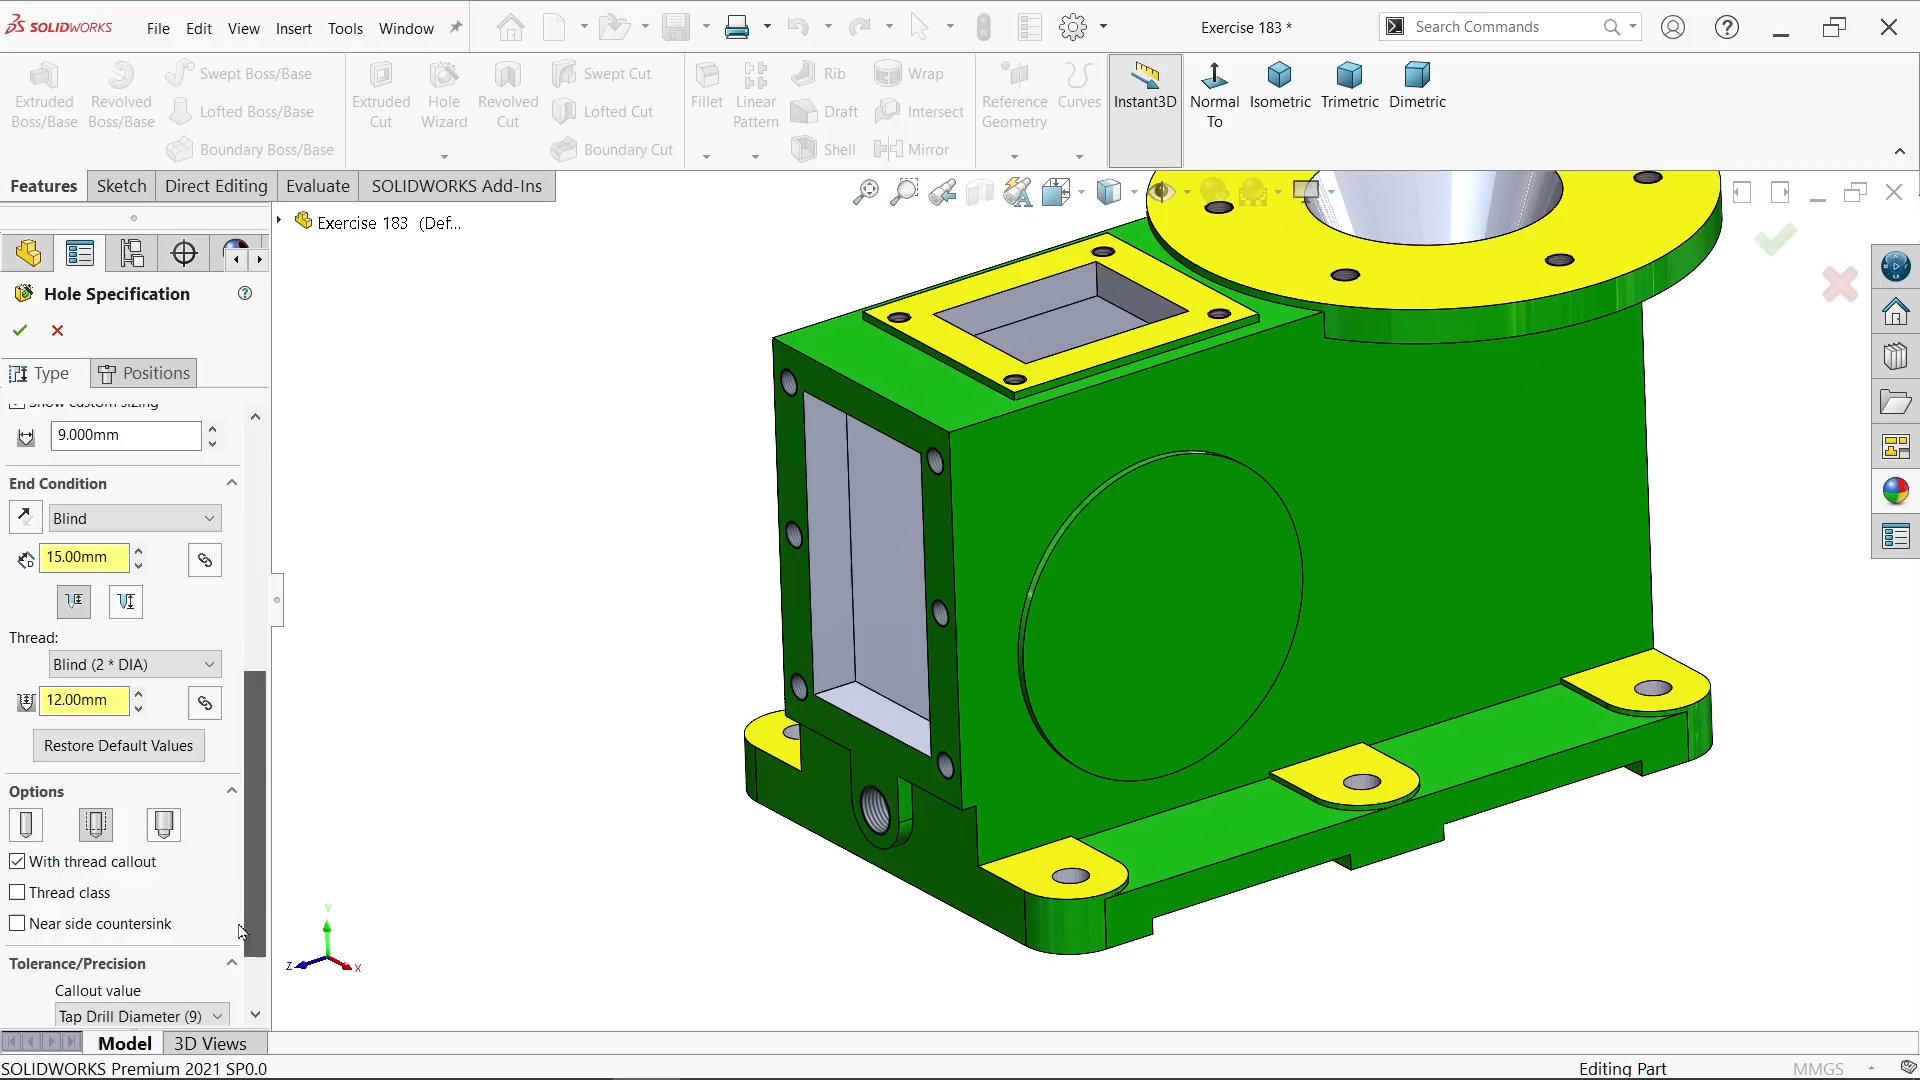 SOLIDWORKS
File Edit View Insert Tools Window
Exercise 183 *
Search Commands
Extruded Boss/Base
Revolved Boss/Base
Swept Boss/Base
Lofted Boss/Base
Boundary Boss/Base
Extruded Cut
Hole Wizard
Revolved Cut
Swept Cut
Lofted Cut
Boundary Cut
Fillet
Linear Pattern
Rib
Draft
Shell
Wrap
Intersect
Mirror
Reference Geometry
Curves
Instant3D
Normal To
Isometric
Trimetric
Dimetric
Features Sketch Direct Editing Evaluate SOLIDWORKS Add-Ins
Exercise 183 (Def...
Hole Specification
Type Positions
Show custom sizing
9.000mm
End Condition
Blind
15.00mm
Thread:
Blind (2 * DIA)
12.00mm
Restore Default Values
Options
With thread callout
Thread class
Near side countersink
Tolerance/Precision
Callout value
Tap Drill Diameter (9)
Y
Z
X
Model 3D Views
SOLIDWORKS Premium 2021 SP0.0
Editing Part
MMGS